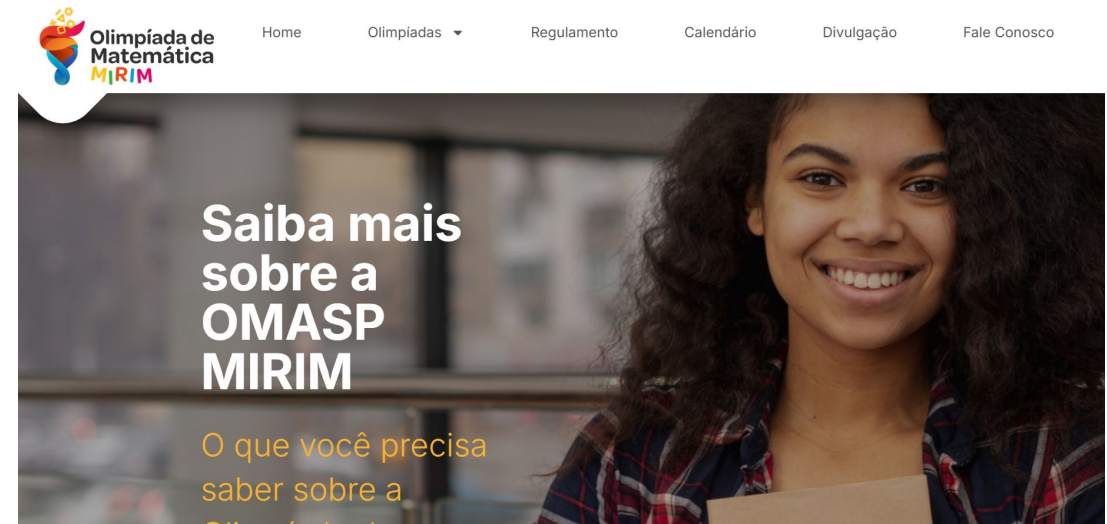 Olimpíada de
Matemática
MIRIM
Home Olimpíadas Regulamento Calendário Divulgação Fale Conosco
Saiba mais
sobre a
OMASP
MIRIM
O que você precisa
saber sobre a